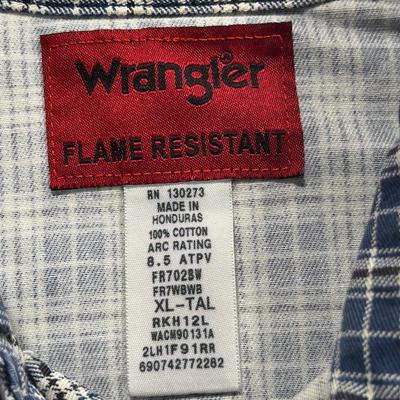 Wrangler
FLAME RESISTANT
RN 130273
MADE IN
HONDURAS
100% COTTON
ARC RATING
8.5 ATPV
FR702BW
FR7WBWB
XL-TAL
RKH12L
WACM90131A
2LH1F91RR
690742772282